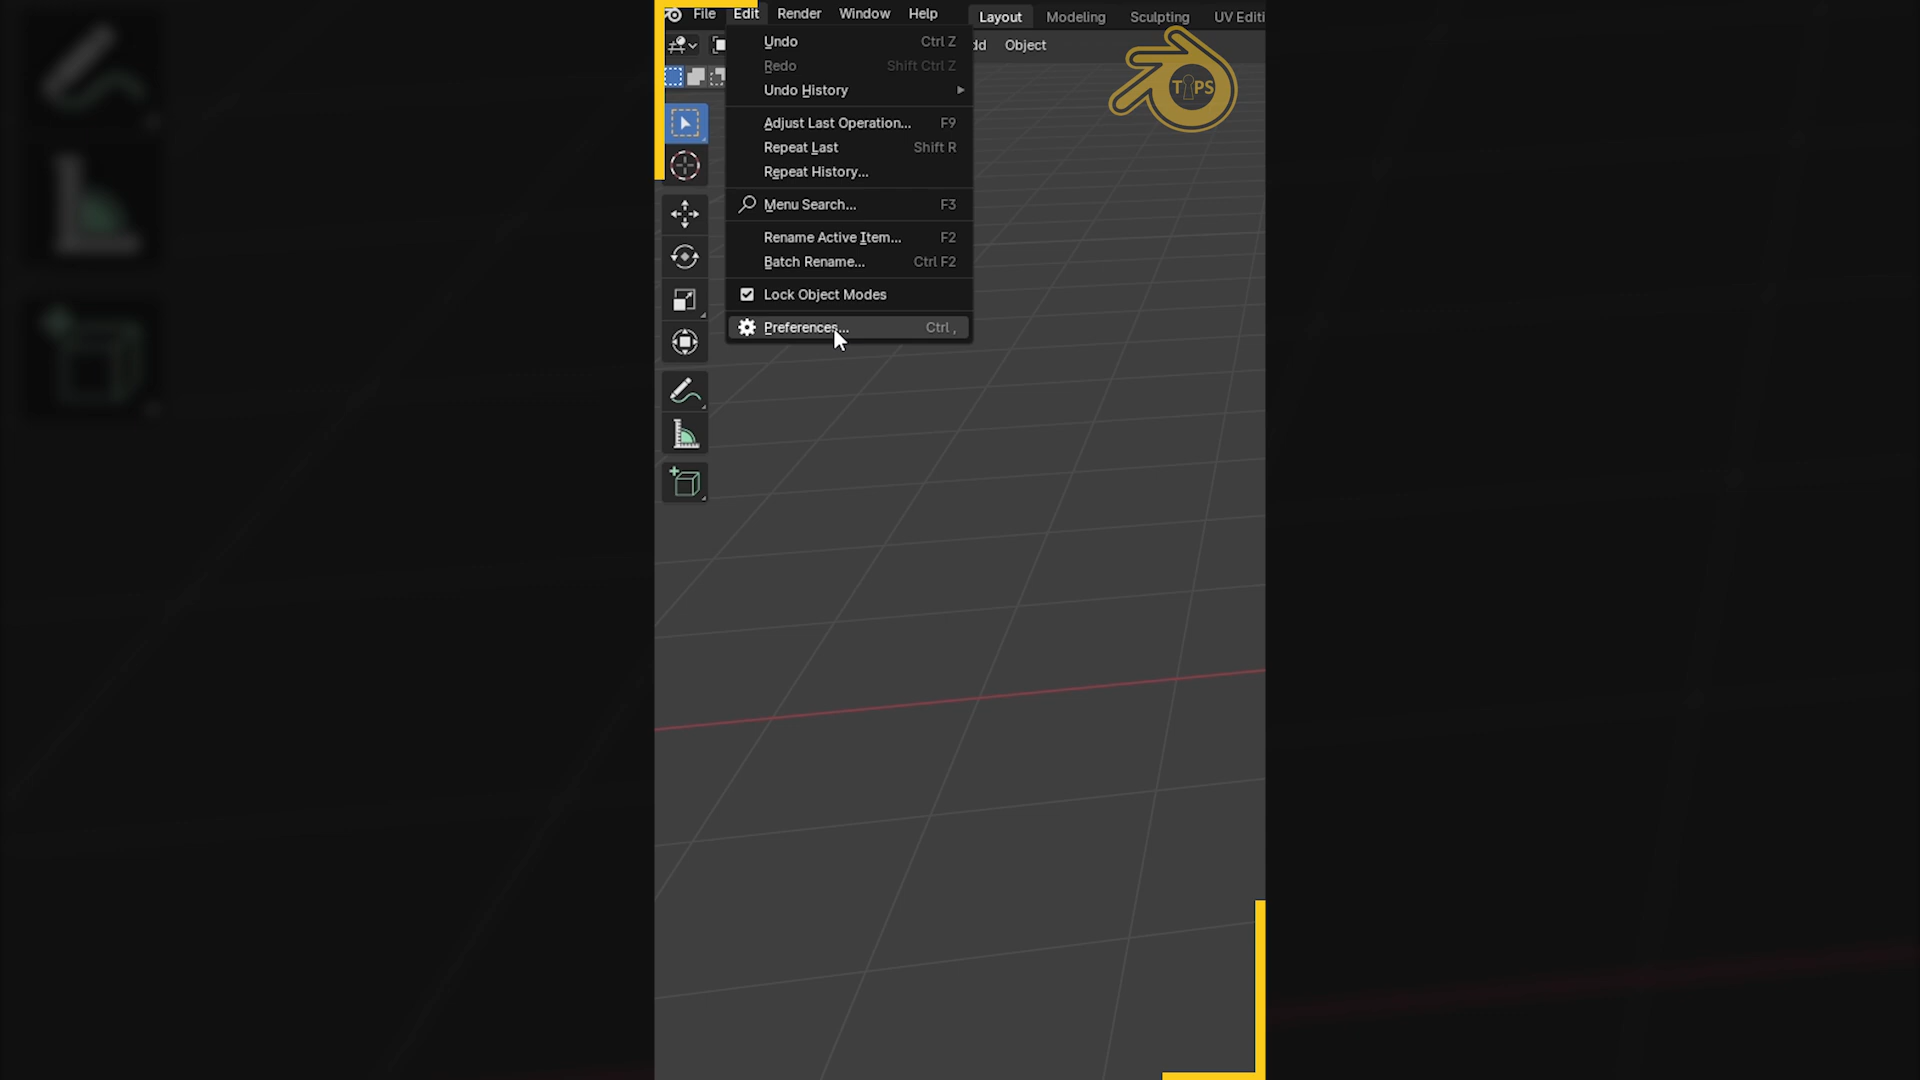 File Edit Render Window Help Layout Modeling Sculpting UV Editi
dd Object
TIPS
Undo Ctrl Z
Redo Shift Ctrl Z
Undo History
Adjust Last Operation... F9
Repeat Last Shift R
Repeat History...
Menu Search... F3
Rename Active Item... F2
Batch Rename... Ctrl F2
Lock Object Modes
Preferences... Ctrl ,